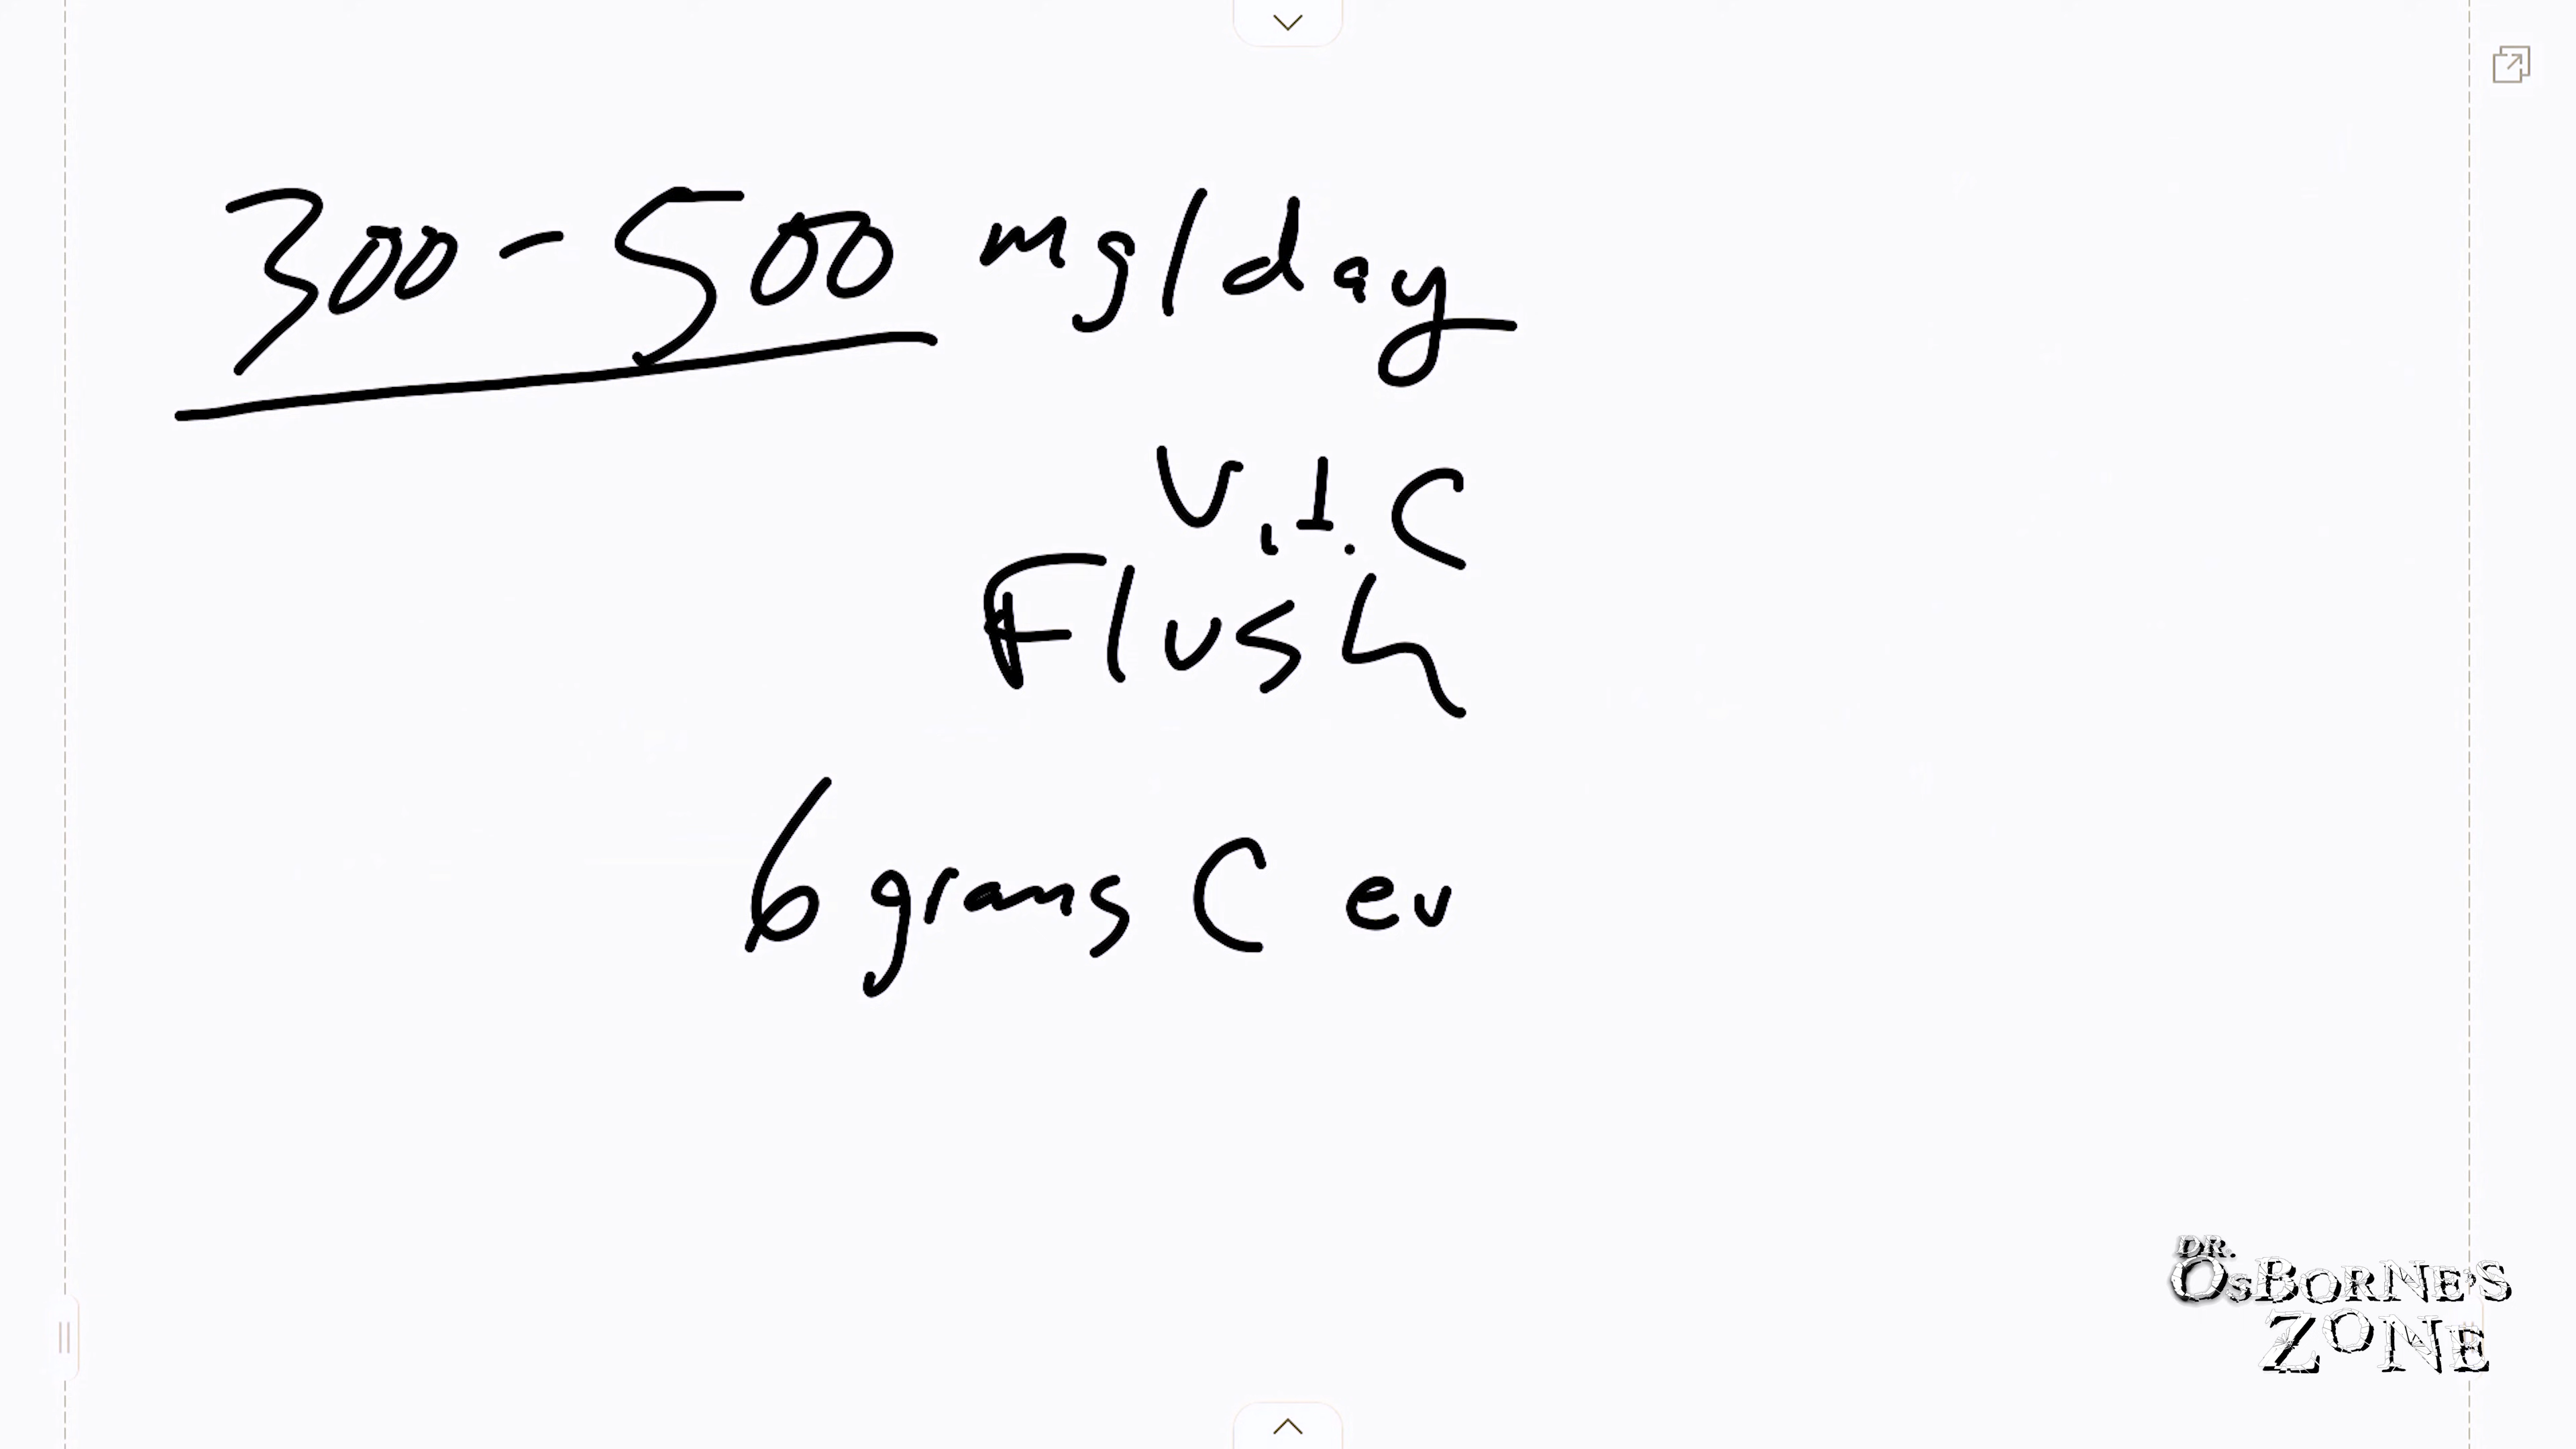 300-500 mg/day
Vit. C
Flush
6 grams C ev
DR.
OSBORNE'S
ZONE